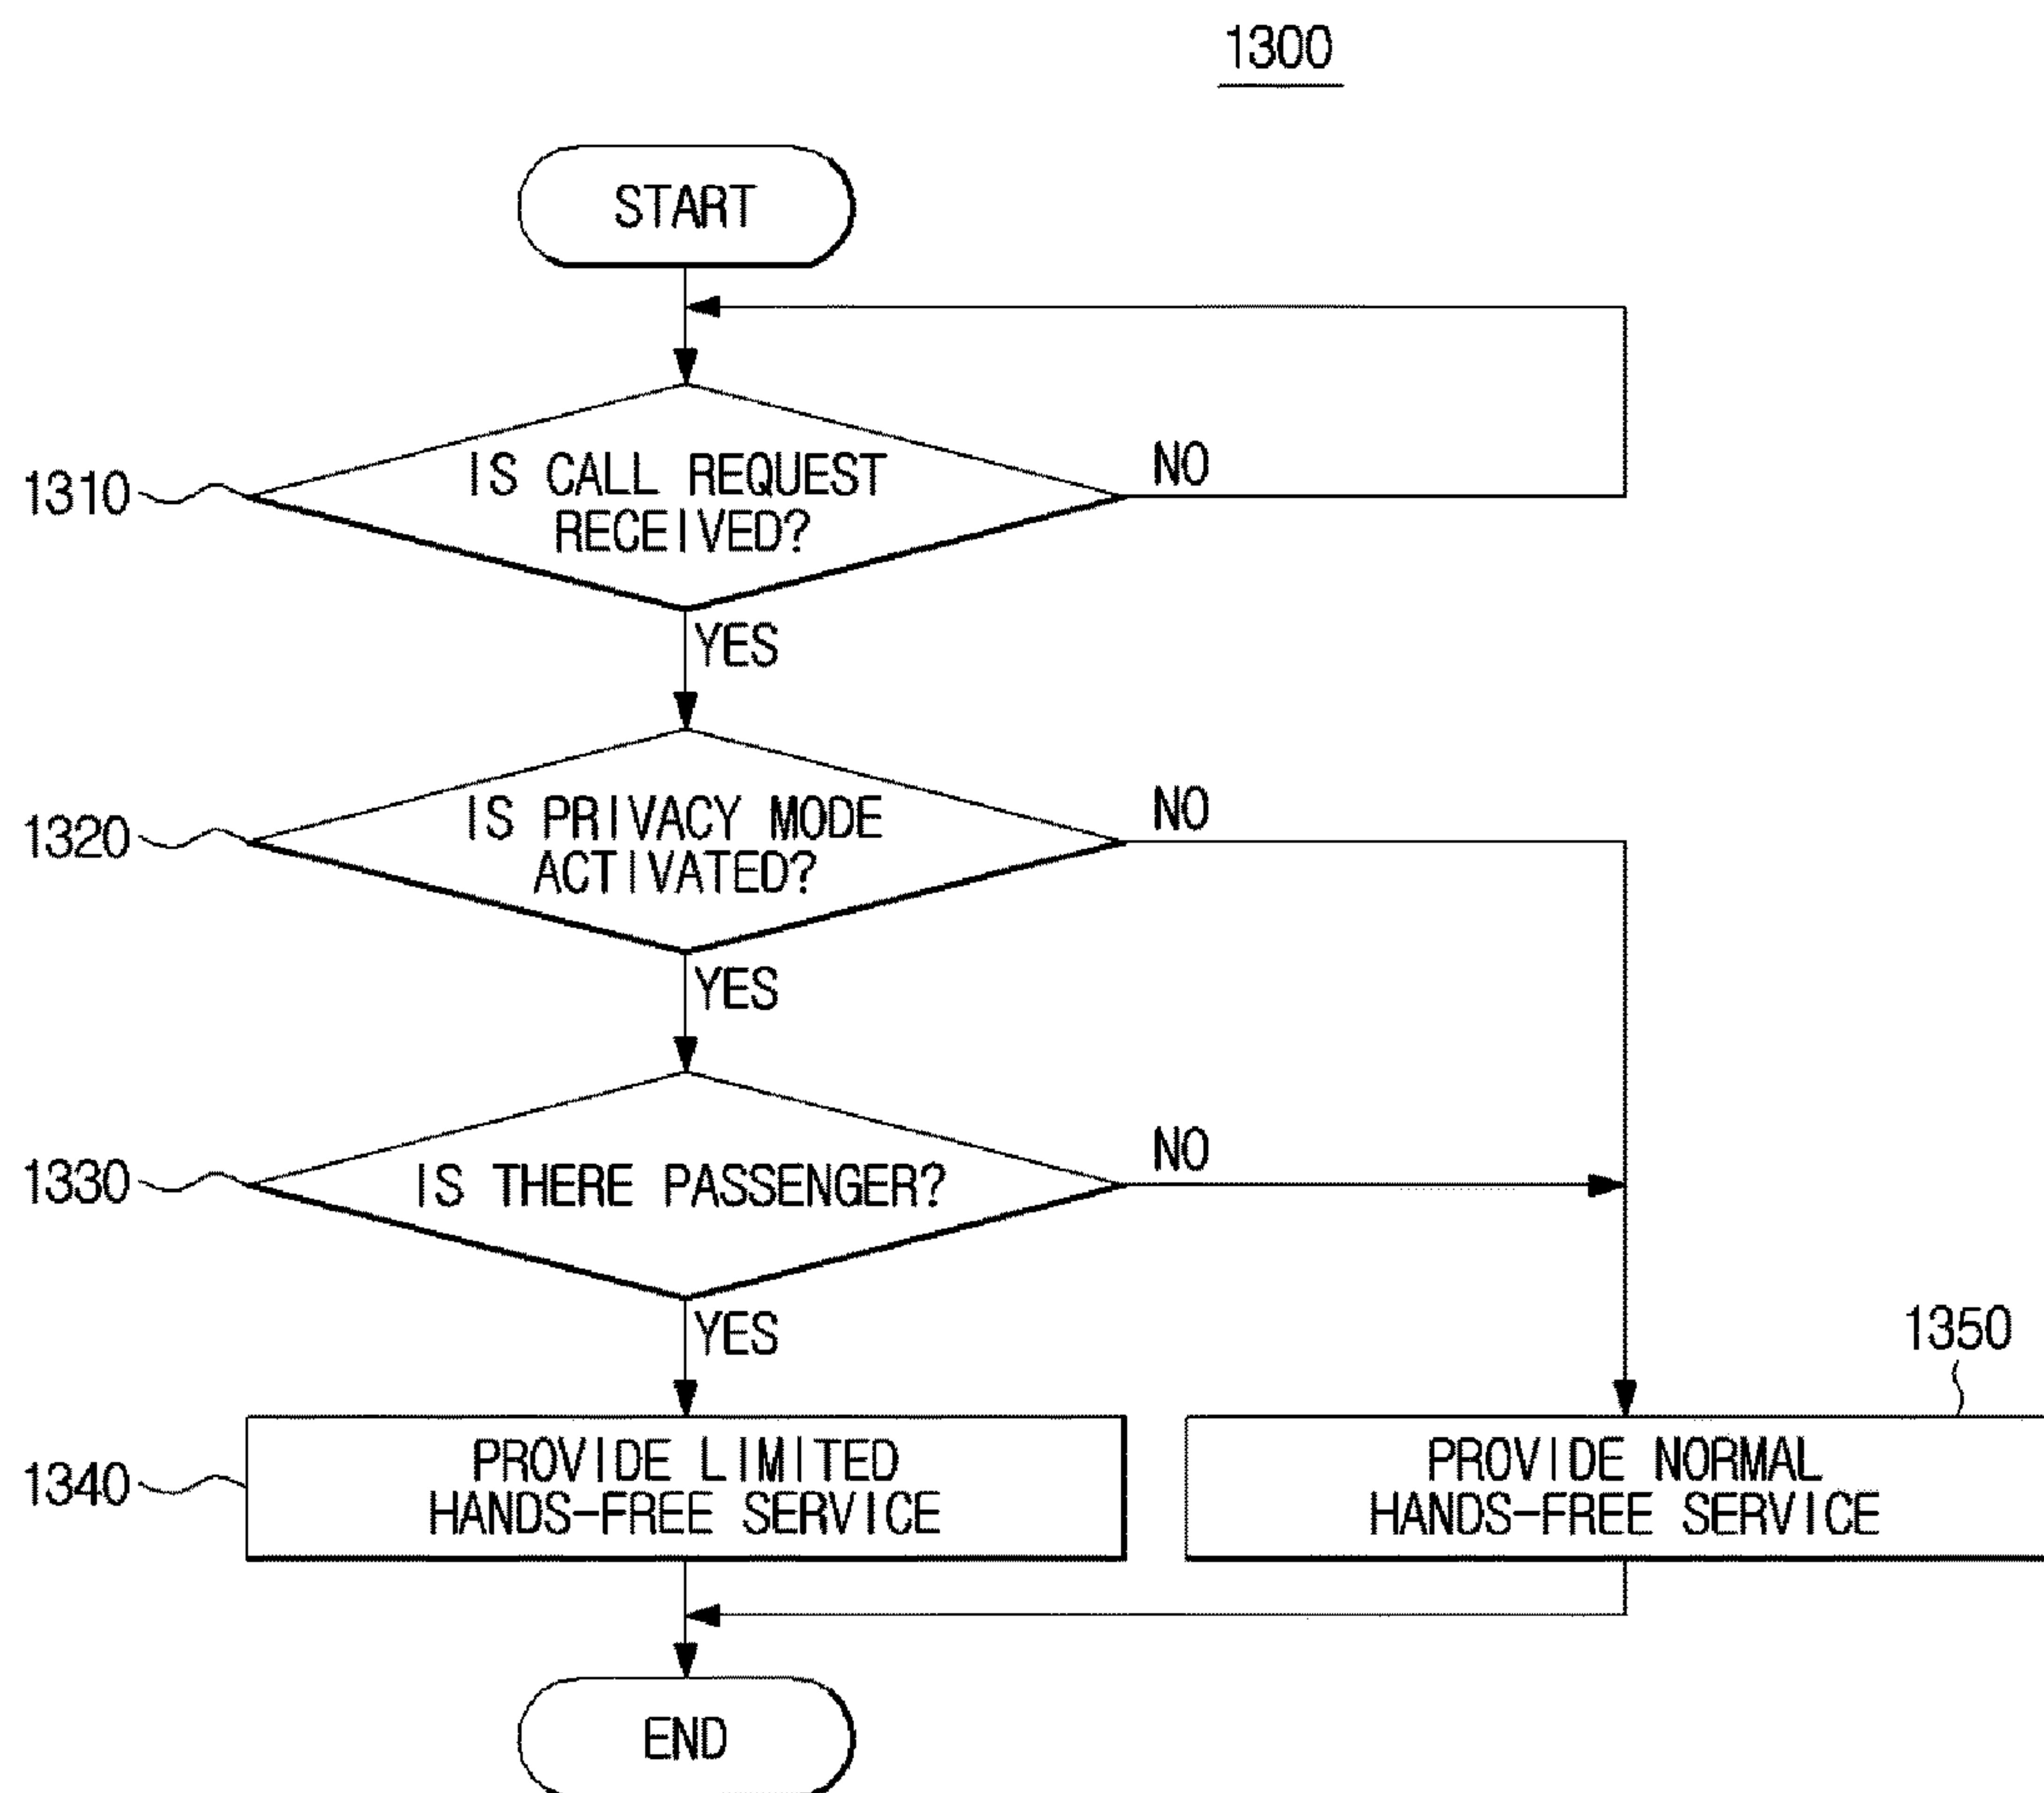 1300
START
1310
IS CALL REQUEST
RECEIVED?
NO
YES
1320
IS PRIVACY MODE
ACTIVATED?
NO
YES
1330
IS THERE PASSENGER?
NO
YES
1340
PROVIDE LIMITED
HANDS-FREE SERVICE
1350
PROVIDE NORMAL
HANDS-FREE SERVICE
END